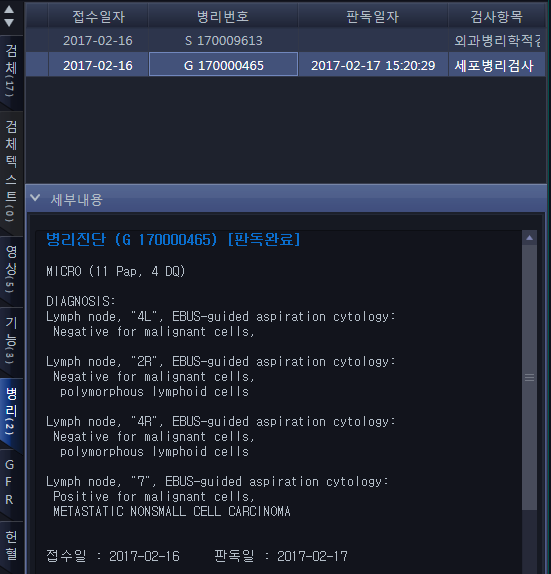 접수일자 병리번호 판독일자 검사항목
2017-02-16 S 170009613 외과병리학적검
2017-02-16 G 170000465 2017-02-17 15:20:29 세포병리검사
검체(17)
검체텍스트(0)
영상(5)
기능(3)
병리(2)
GFR
헌혈
세부내용
병리진단 (G 170000465) [판독완료]
MICRO (11 Pap, 4 DQ)
DIAGNOSIS:
Lymph node, "4L", EBUS-guided aspiration cytology:
Negative for malignant cells,
Lymph node, "2R", EBUS-guided aspiration cytology:
Negative for malignant cells,
polymorphous lymphoid cells
Lymph node, "4R", EBUS-guided aspiration cytology:
Negative for malignant cells,
polymorphous lymphoid cells
Lymph node, "7", EBUS-guided aspiration cytology:
Positive for malignant cells,
METASTATIC NONSMALL CELL CARCINOMA
접수일 : 2017-02-16 판독일 : 2017-02-17